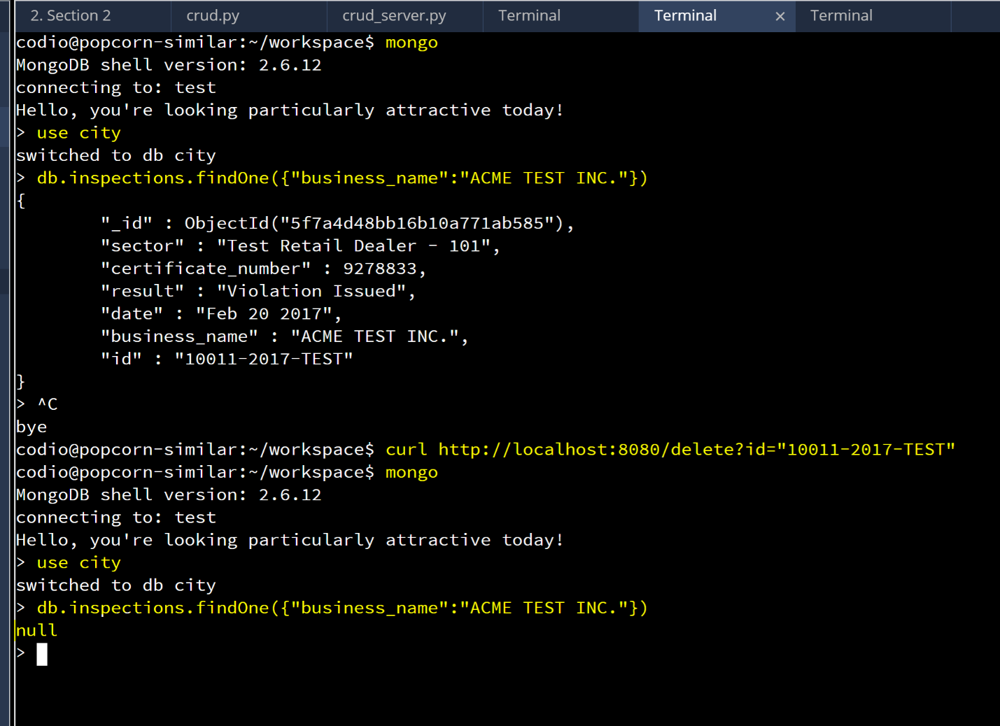 2. Section 2 crud.py crud_server.py Terminal Terminal × Terminal
codio@popcorn-similar:~/workspace$ mongo
MongoDB shell version: 2.6.12
connecting to: test
Hello, you're looking particularly attractive today!
> use city
switched to db city
> db.inspections.findOne({"business_name":"ACME TEST INC."})
{
"_id" : ObjectId("5f7a4d48bb16b10a771ab585"),
"sector" : "Test Retail Dealer - 101",
"certificate_number" : 9278833,
"result" : "Violation Issued",
"date" : "Feb 20 2017",
"business_name" : "ACME TEST INC.",
"id" : "10011-2017-TEST"
}
> ^C
bye
codio@popcorn-similar:~/workspace$ curl http://localhost:8080/delete?id="10011-2017-TEST"
codio@popcorn-similar:~/workspace$ mongo
MongoDB shell version: 2.6.12
connecting to: test
Hello, you're looking particularly attractive today!
> use city
switched to db city
> db.inspections.findOne({"business_name":"ACME TEST INC."})
null
>